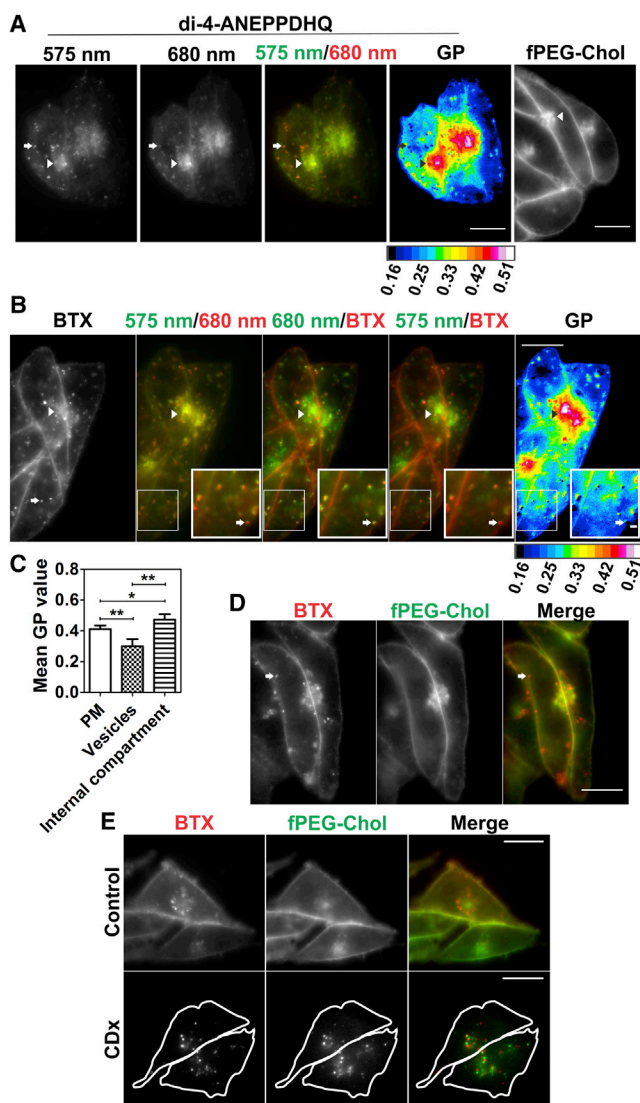 A
di-4-ANEPPDHQ
575 nm 680 nm 575 nm/680 nm GP fPEG-Chol
0.16 0.25 0.33 0.42 0.51
B
BTX 575 nm/680 nm 680 nm/BTX 575 nm/BTX GP
0.16 0.25 0.33 0.42 0.51
C
Mean GP value
0.8
0.6
0.4
0.2
0.0
**
*
**
PM
Vesicles
Internal compartment
D
BTX fPEG-Chol Merge
E
BTX fPEG-Chol Merge
Control
CDx